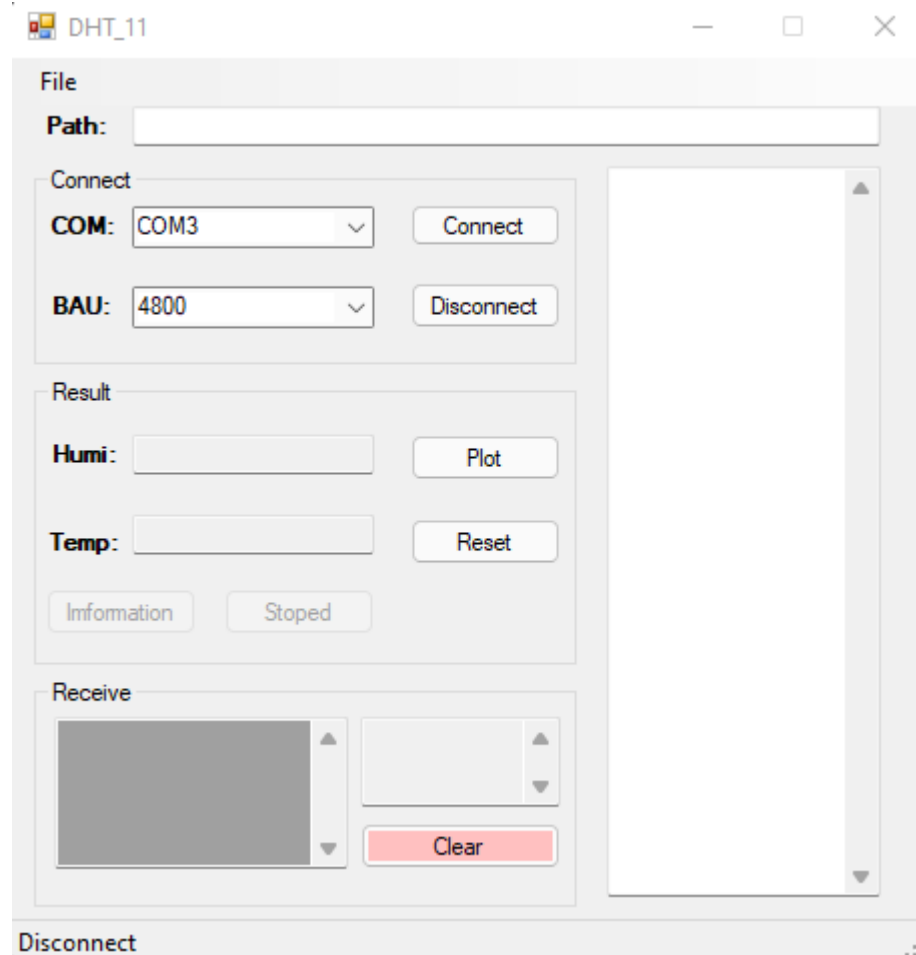 DHT_11
File
Path:
Connect
COM: COM3 Connect
BAU: 4800 Disconnect
Result
Humi: Plot
Temp: Reset
Imformation Stoped
Receive
Clear
Disconnect